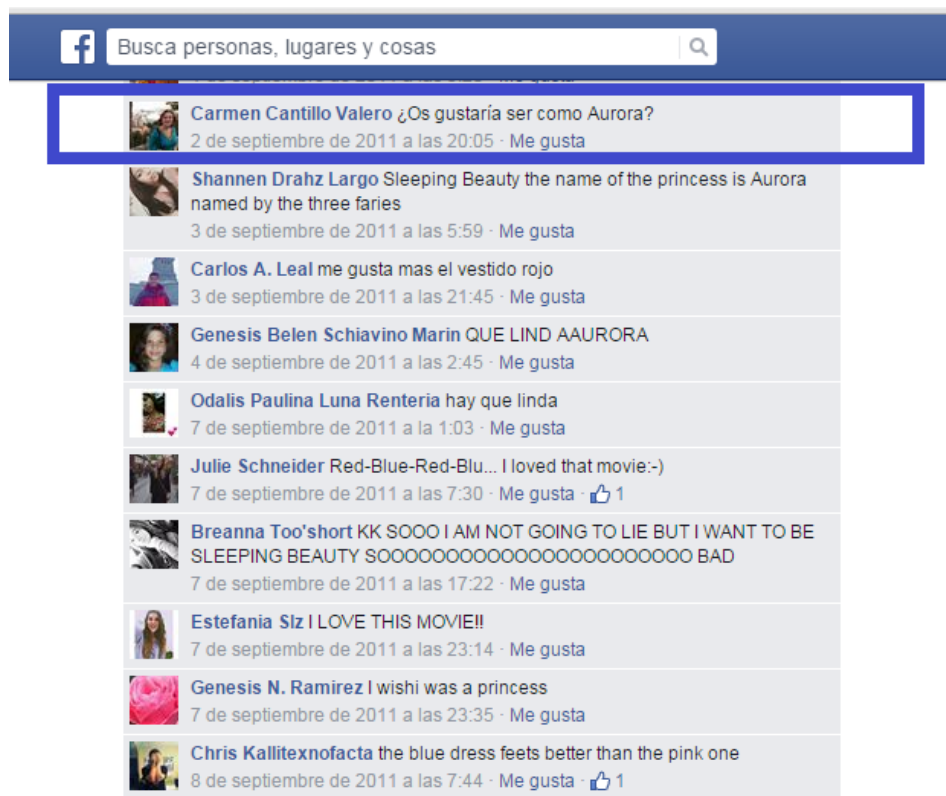 f Busca personas, lugares y cosas
Carmen Cantillo Valero ¿Os gustaría ser como Aurora?
2 de septiembre de 2011 a las 20:05 · Me gusta
Shannen Drahz Largo Sleeping Beauty the name of the princess is Aurora
named by the three faries
3 de septiembre de 2011 a las 5:59 · Me gusta
Carlos A. Leal me gusta mas el vestido rojo
3 de septiembre de 2011 a las 21:45 · Me gusta
Genesis Belen Schiavino Marin QUE LIND AAURORA
4 de septiembre de 2011 a las 2:45 · Me gusta
Odalis Paulina Luna Renteria hay que linda
7 de septiembre de 2011 a la 1:03 · Me gusta
Julie Schneider Red-Blue-Red-Blu... I loved that movie:-)
7 de septiembre de 2011 a las 7:30 · Me gusta · 1
Breanna Too'short KK SOOO I AM NOT GOING TO LIE BUT I WANT TO BE
SLEEPING BEAUTY SOOOOOOOOOOOOOOOOOOOOOOO BAD
7 de septiembre de 2011 a las 17:22 · Me gusta
Estefania Slz I LOVE THIS MOVIE!!
7 de septiembre de 2011 a las 23:14 · Me gusta
Genesis N. Ramirez I wishi was a princess
7 de septiembre de 2011 a las 23:35 · Me gusta
Chris Kallitexnofacta the blue dress feets better than the pink one
8 de septiembre de 2011 a las 7:44 · Me gusta · 1